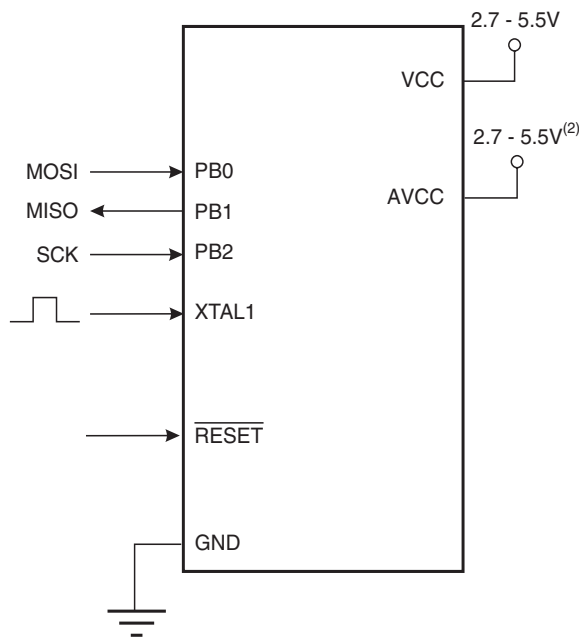 2.7 - 5.5V
VCC
2.7 - 5.5V(2)
AVCC
MOSI
PB0
MISO
PB1
SCK
PB2
XTAL1
RESET
GND